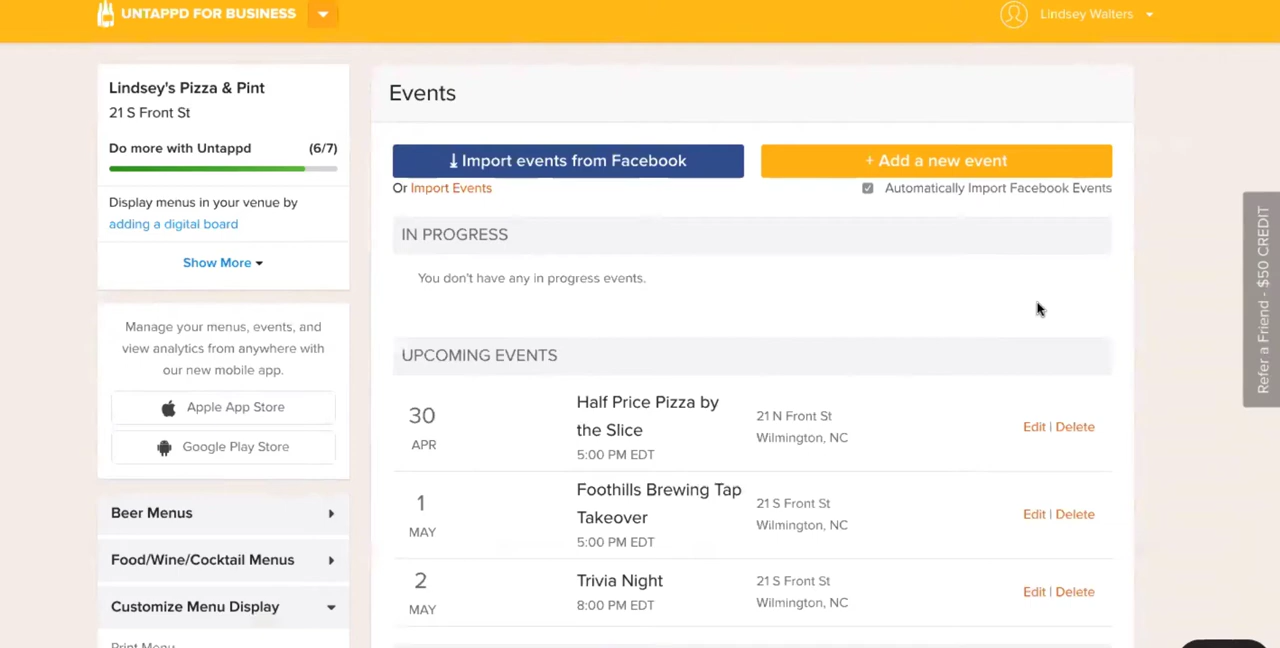 UNTAPPD FOR BUSINESS
Lindsey Walters
Lindsey's Pizza & Pint
21 S Front St
Do more with Untappd (6/7)
Display menus in your venue by
adding a digital board
Show More
Manage your menus, events, and
view analytics from anywhere with
our new mobile app.
Apple App Store
Google Play Store
Beer Menus
Food/Wine/Cocktail Menus
Customize Menu Display
Print Menu
Events
Import events from Facebook
+ Add a new event
Or Import Events
Automatically Import Facebook Events
IN PROGRESS
You don't have any in progress events.
UPCOMING EVENTS
30
APR
Half Price Pizza by
the Slice
5:00 PM EDT
21 N Front St
Wilmington, NC
Edit | Delete
1
MAY
Foothills Brewing Tap
Takeover
5:00 PM EDT
21 S Front St
Wilmington, NC
Edit | Delete
2
MAY
Trivia Night
8:00 PM EDT
21 S Front St
Wilmington, NC
Edit | Delete
Refer a Friend - $50 CREDIT